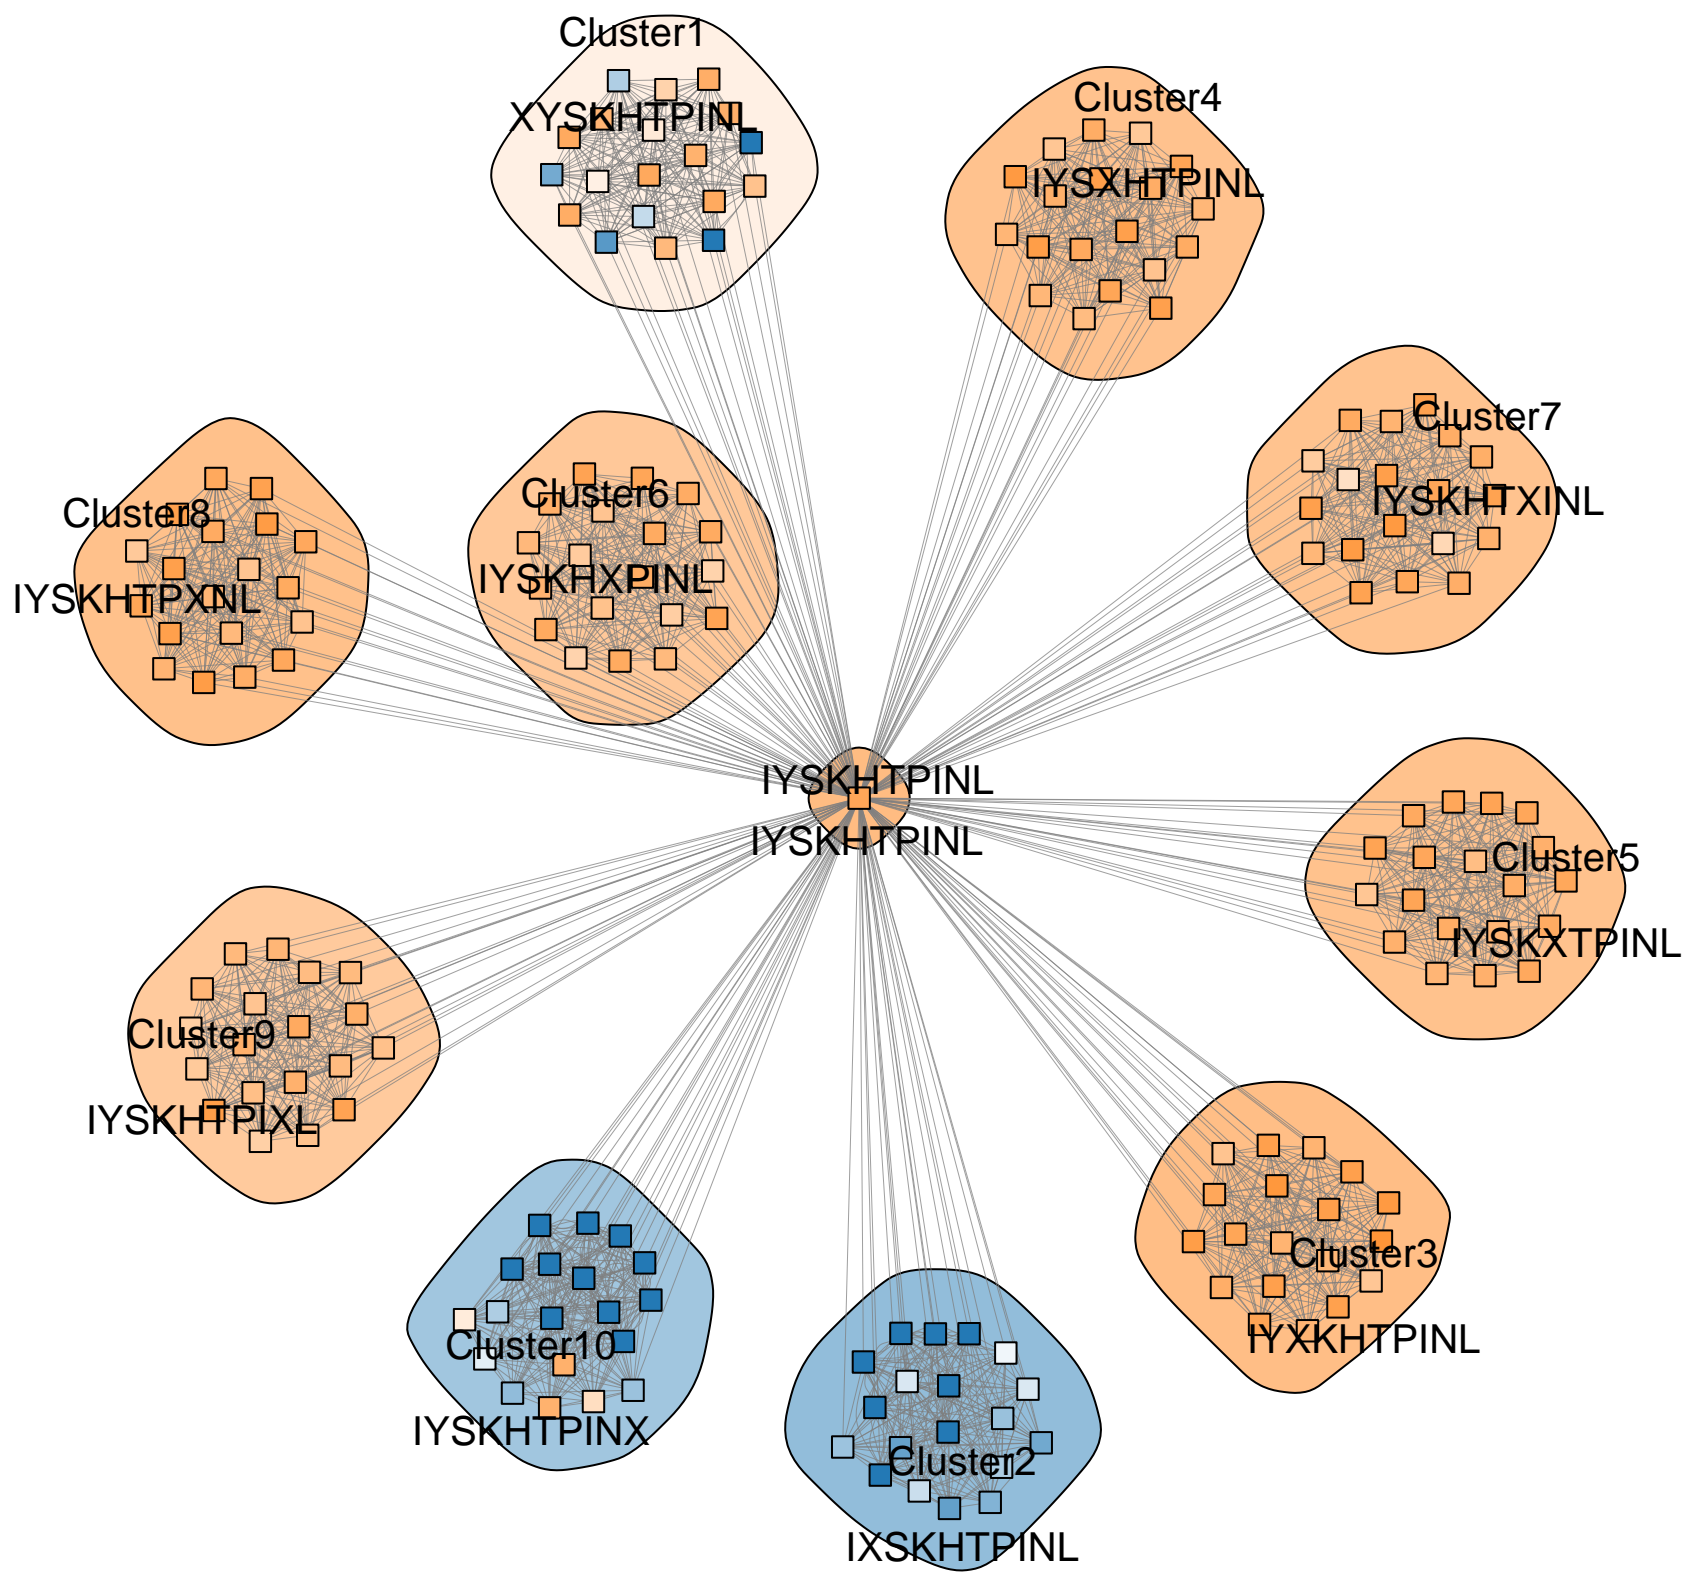 Cluster1
XYSKHTPINL
Cluster4
IYSXHTPINL
Cluster7
IYSKHTXINL
Cluster6
IYSKHXPINL
Cluster8
IYSKHTPXNL
IYSKHTPINL
IYSKHTPINL
Cluster5
IYSKXTPINL
Cluster9
IYSKHTPIXL
Cluster3
IYXKHTPINL
Cluster10
IYSKHTPINX
Cluster2
IXSKHTPINL